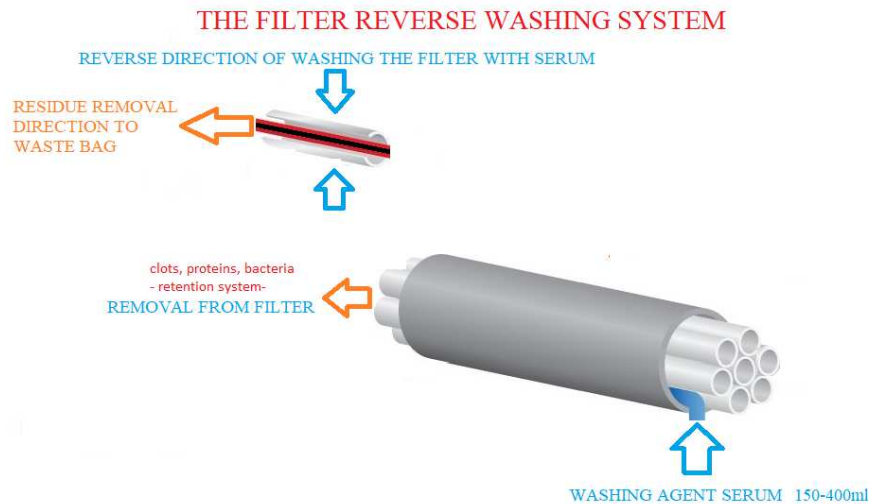 THE FILTER REVERSE WASHING SYSTEM
REVERSE DIRECTION OF WASHING THE FILTER WITH SERUM
RESIDUE REMOVAL
DIRECTION TO
WASTE BAG
clots, proteins, bacteria
- retention system-
REMOVAL FROM FILTER
WASHING AGENT SERUM 150-400ml